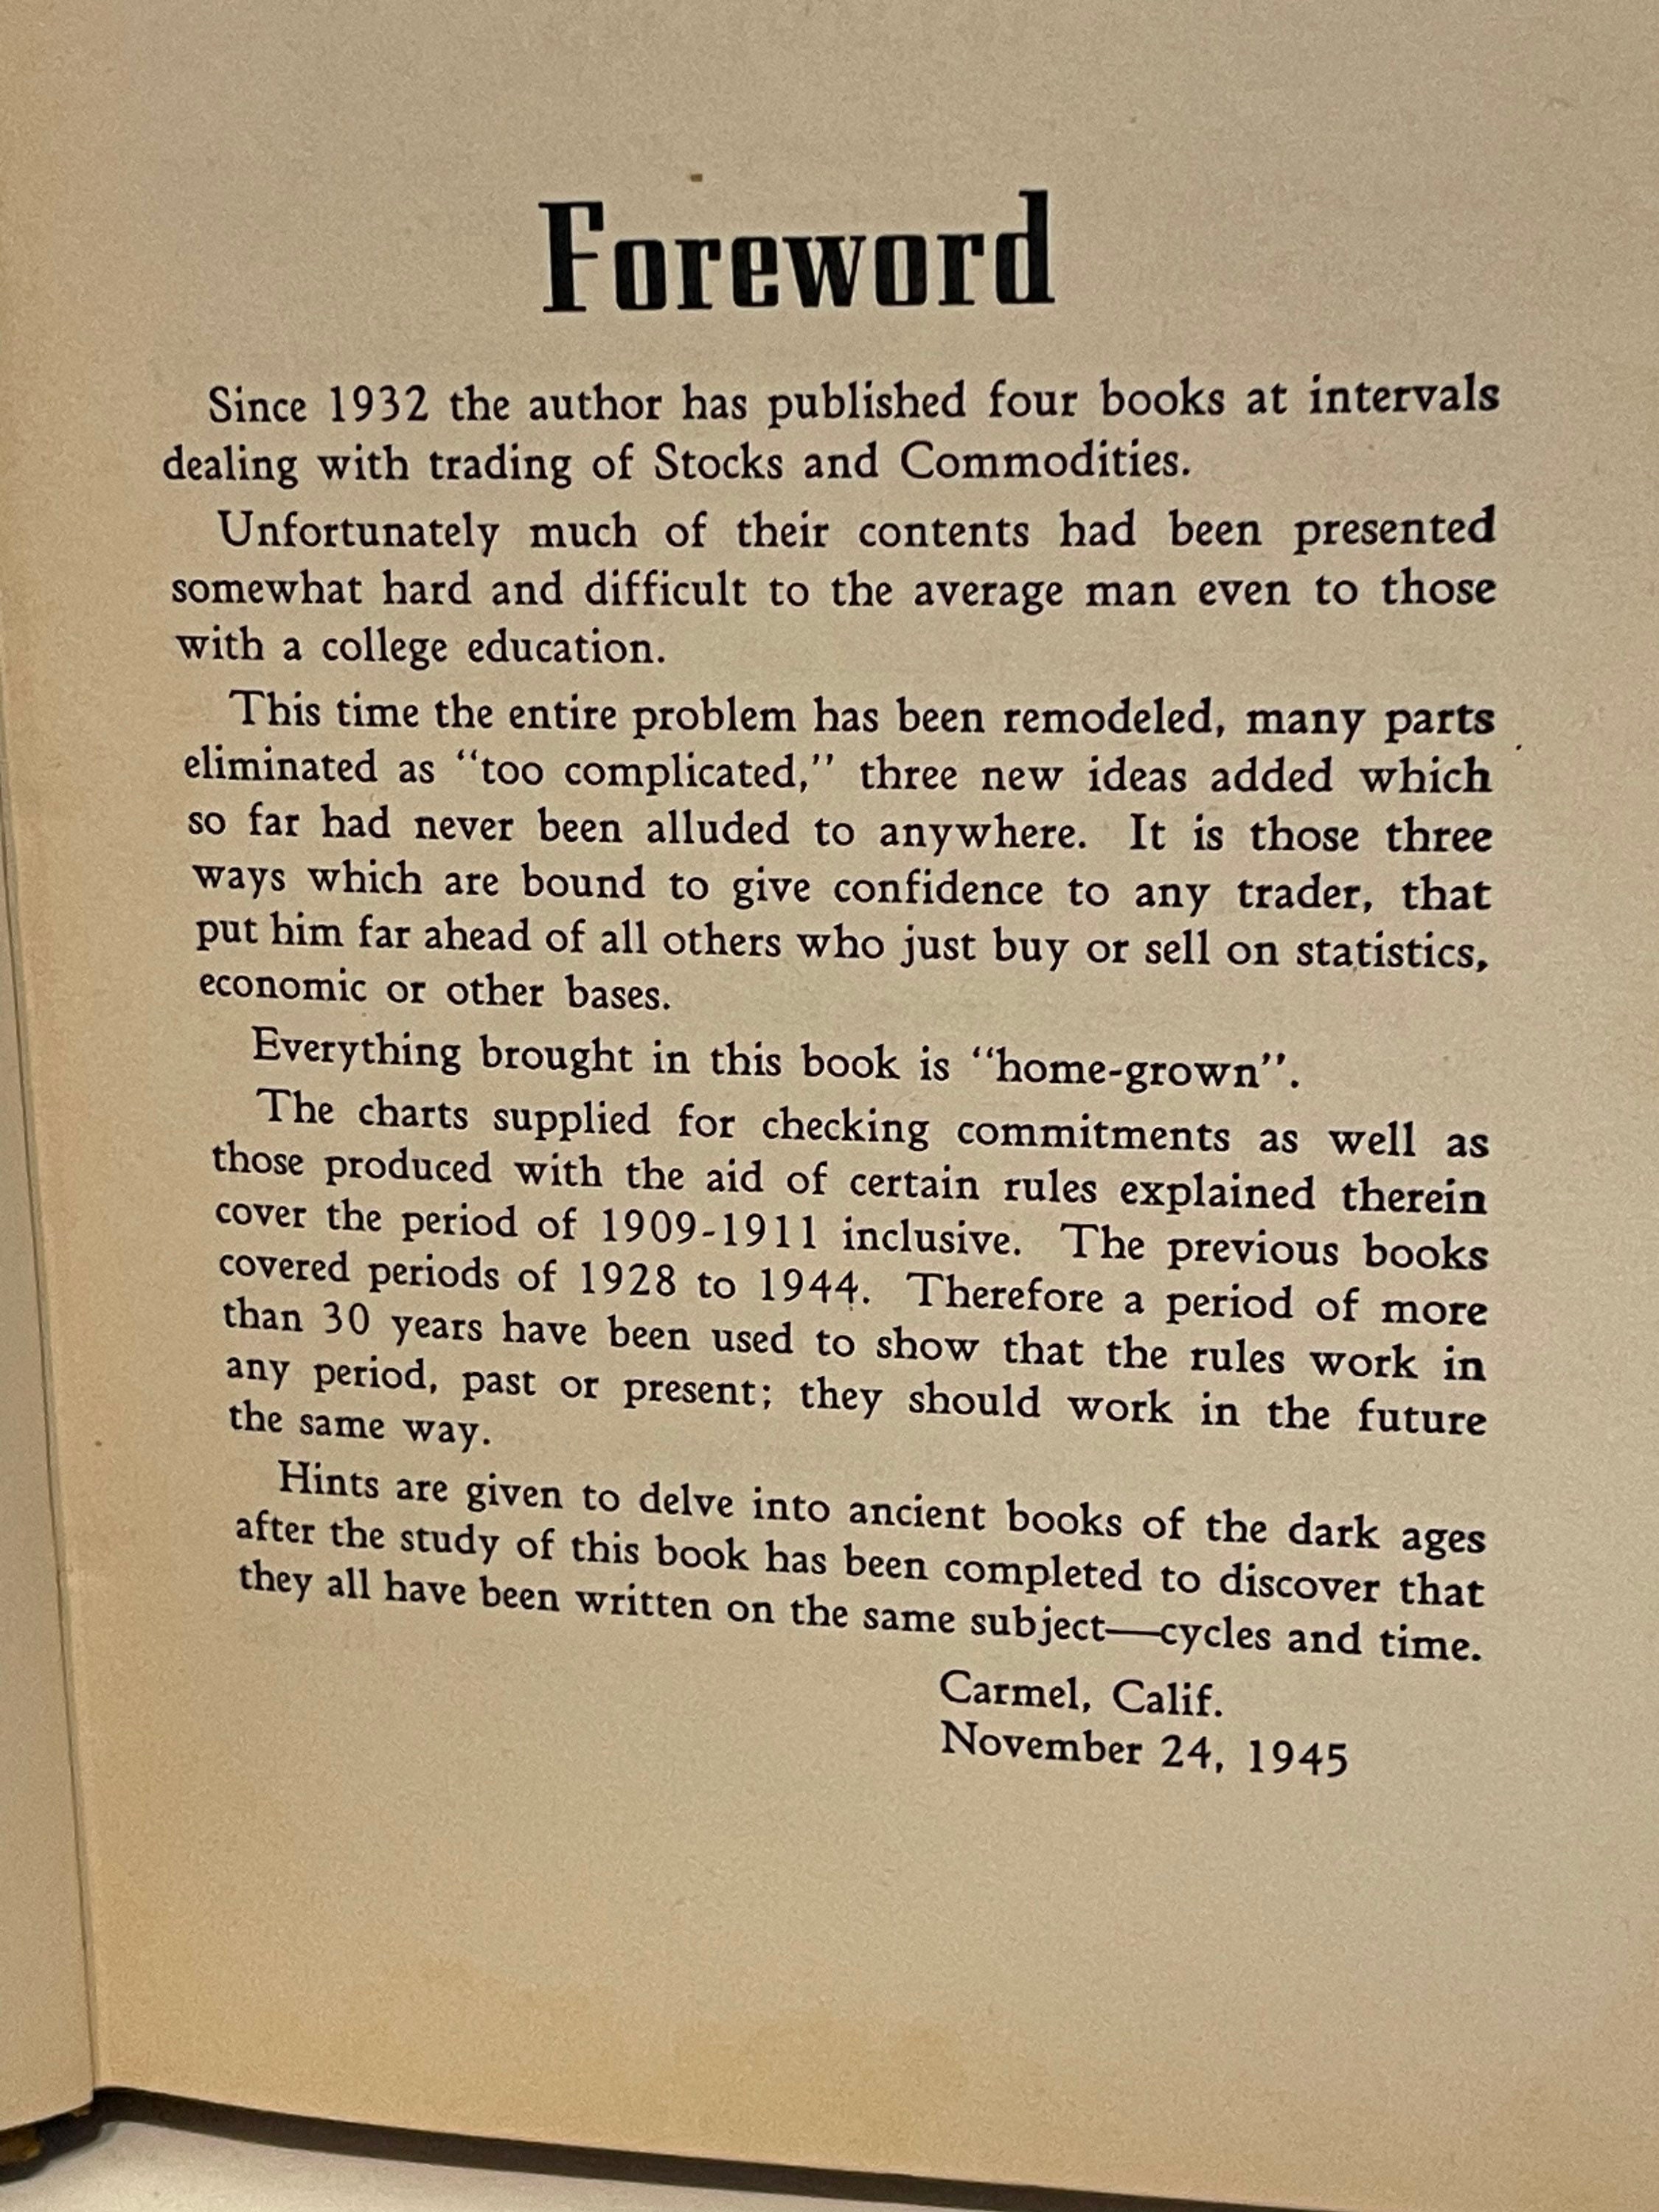 Foreword
Since 1932 the author has published four books at intervals
dealing with trading of Stocks and Commodities.
Unfortunately much of their contents had been presented
somewhat hard and difficult to the average man even to those
with a college education.
This time the entire problem has been remodeled, many parts
eliminated as "too complicated," three new ideas added which
so far had never been alluded to anywhere. It is those three
ways which are bound to give confidence to any trader, that
put him far ahead of all others who just buy or sell on statistics,
economic or other bases.
Everything brought in this book is "home-grown".
The charts supplied for checking commitments as well as
those produced with the aid of certain rules explained therein
cover the period of 1909-1911 inclusive. The previous books
covered periods of 1928 to 1944. Therefore a period of more
than 30 years have been used to show that the rules work in
any period, past or present; they should work in the future
the same way.
Hints are given to delve into ancient books of the dark ages
after the study of this book has been completed to discover that
they all have been written on the same subject—cycles and time.
Carmel, Calif.
November 24, 1945